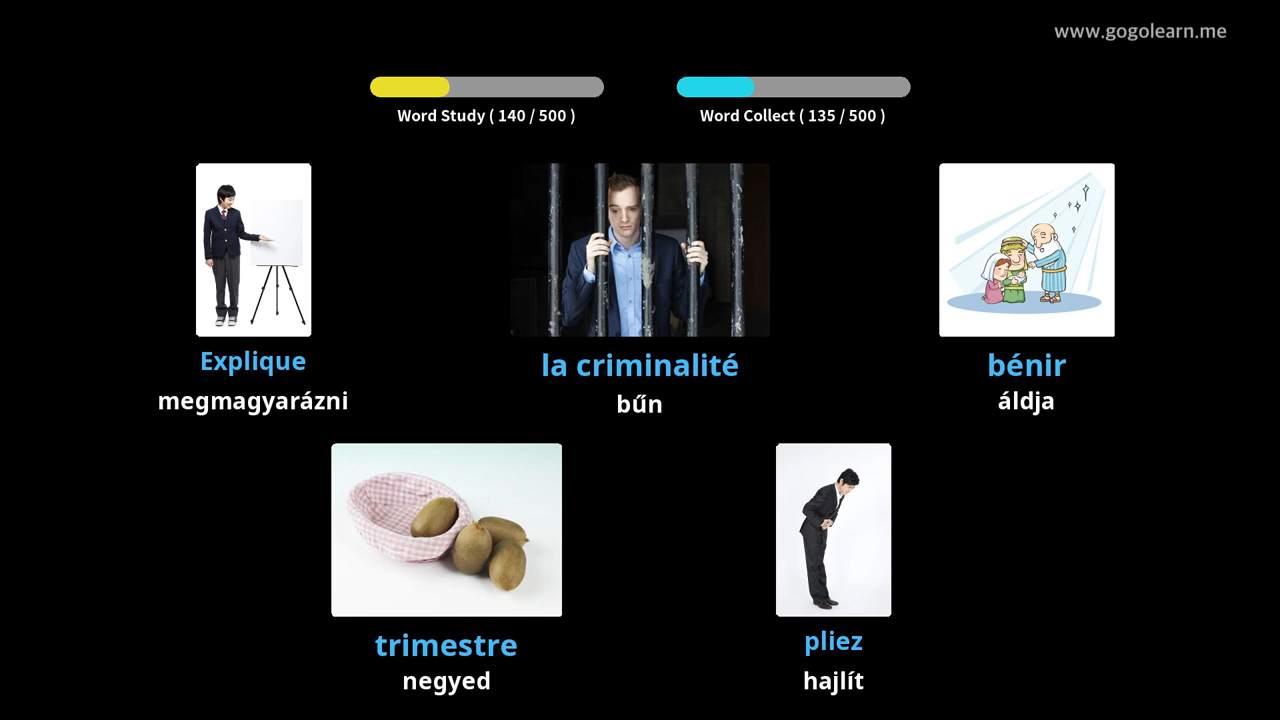 www.gogolearn.me
Word Study ( 140 / 500 )
Word Collect ( 135 / 500 )
Explique
megmagyarázni
la criminalité
bűn
bénir
áldja
trimestre
negyed
pliez
hajlít